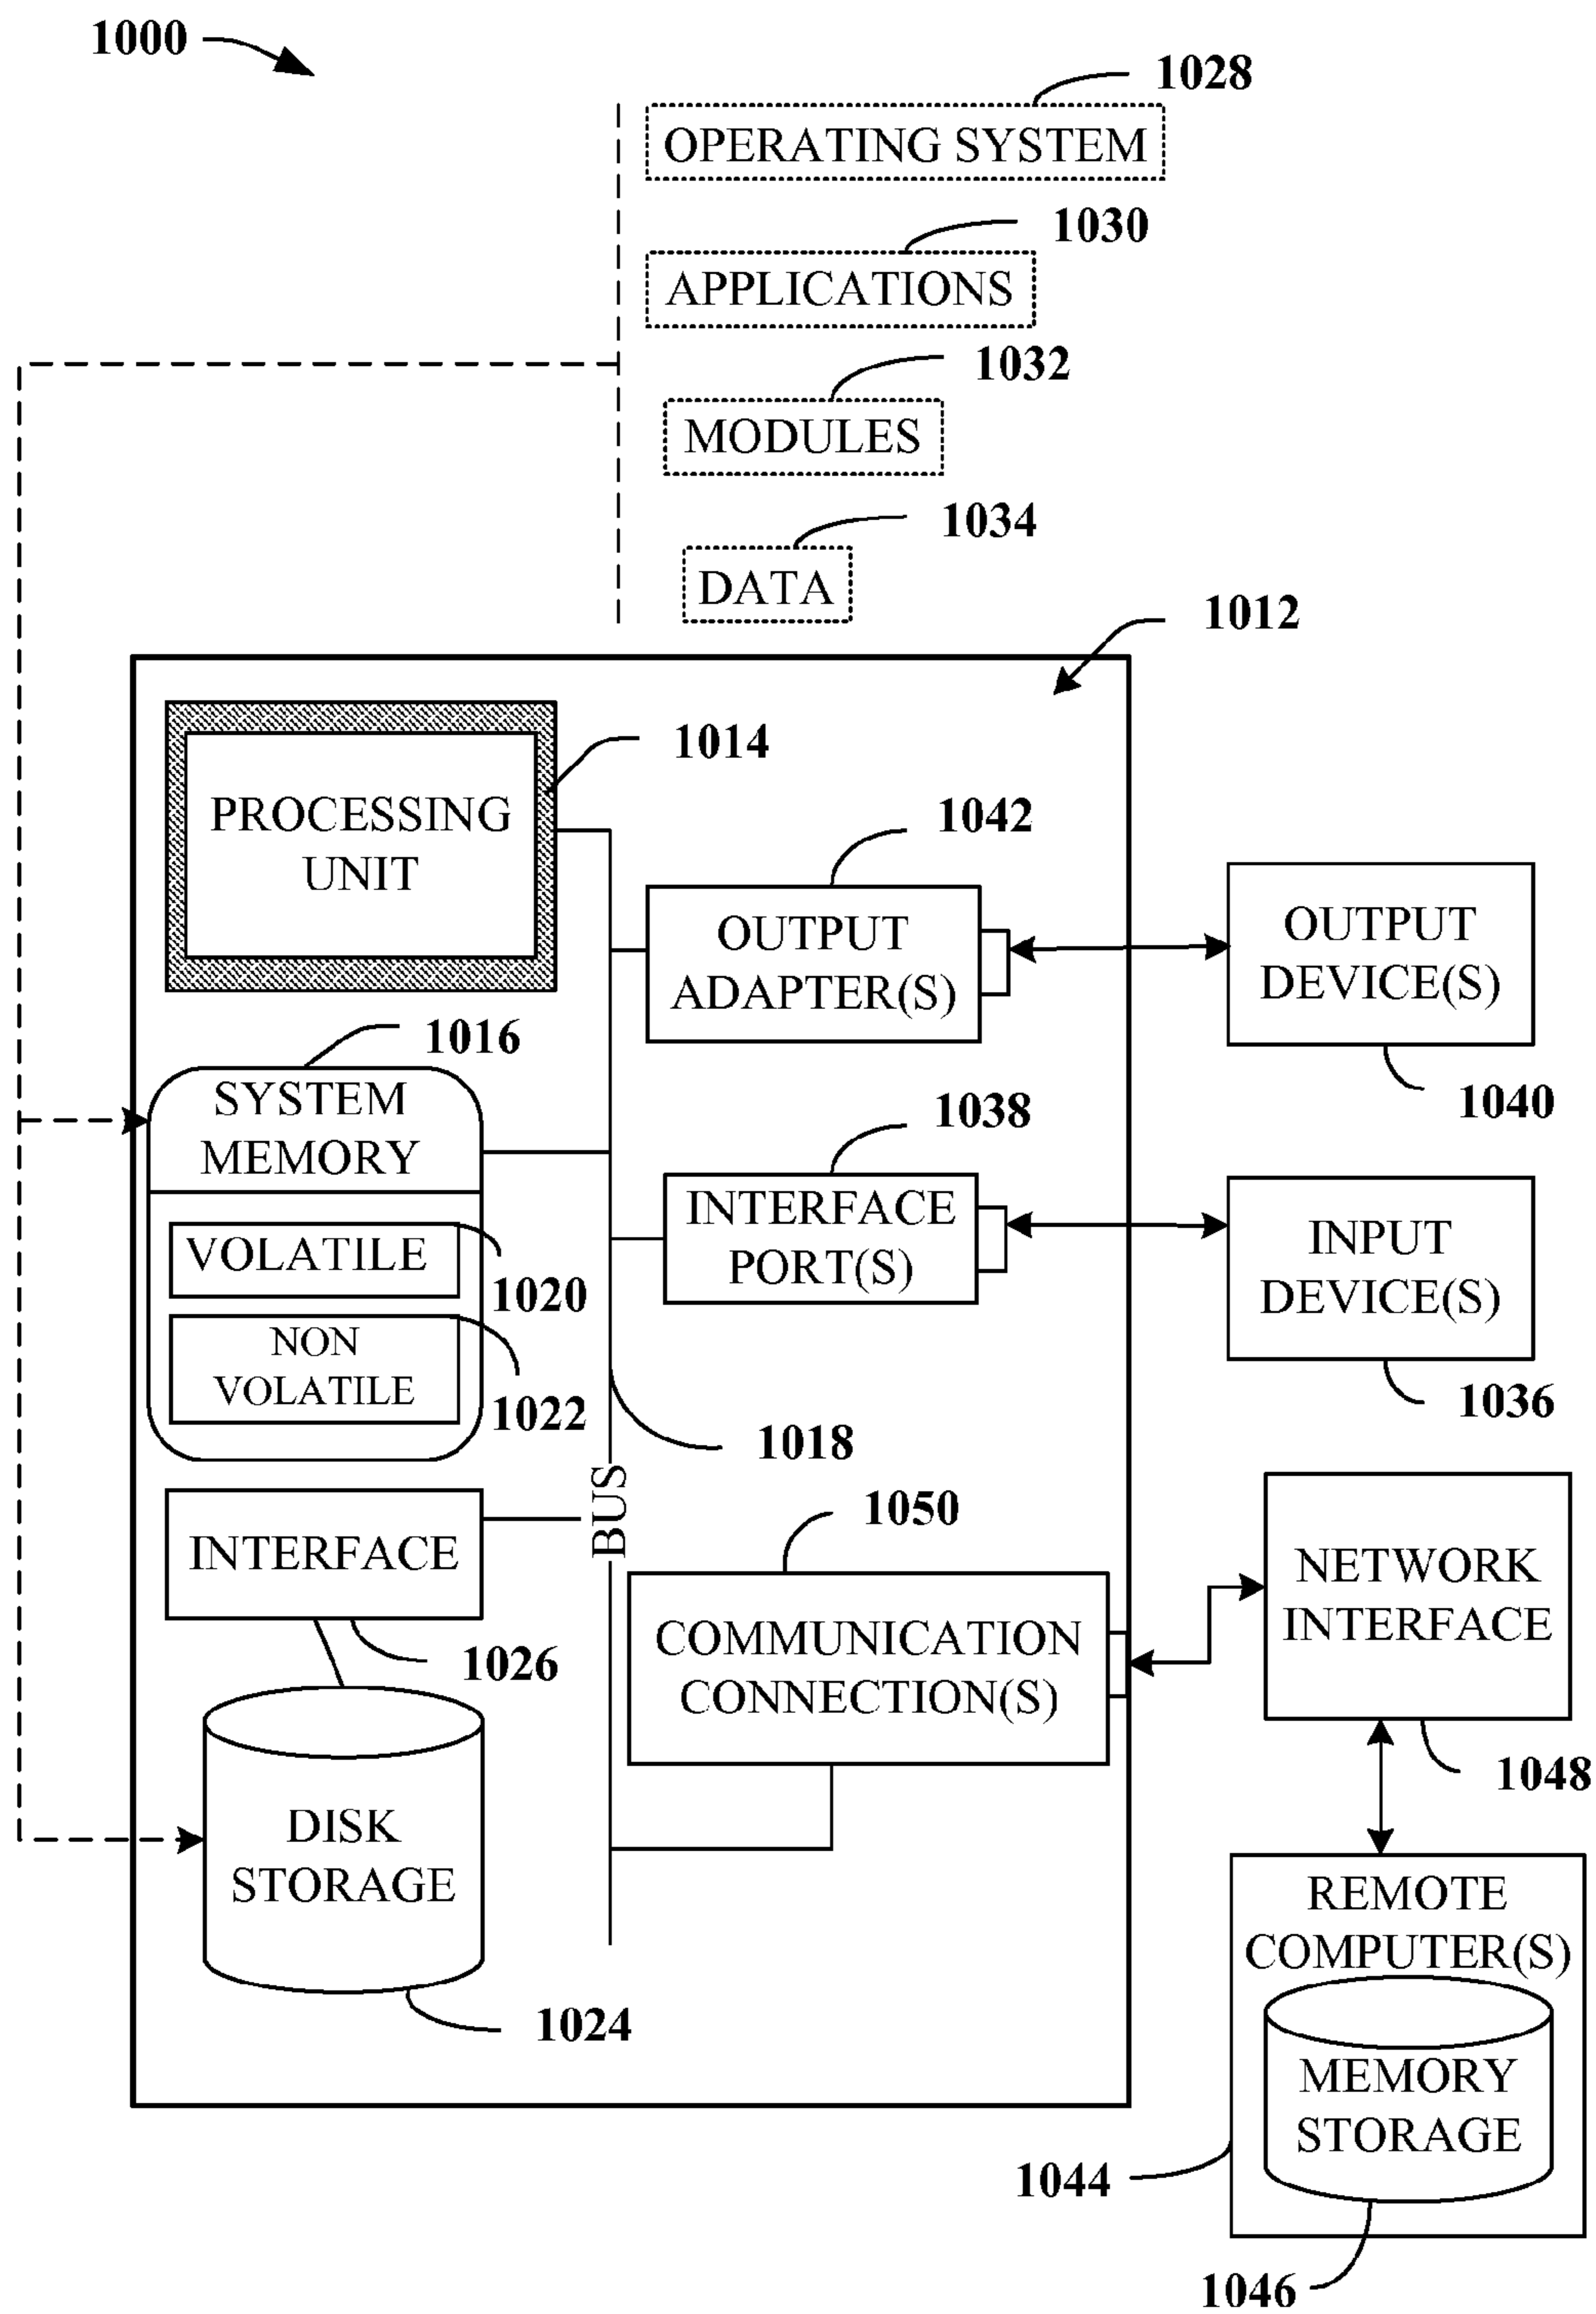 1000
1028
OPERATING SYSTEM
1030
APPLICATIONS
1032
MODULES
1034
DATA
1012
1014
PROCESSING
UNIT
1042
OUTPUT
ADAPTER(S)
OUTPUT
DEVICE(S)
1040
1016
SYSTEM
MEMORY
1038
INTERFACE
PORT(S)
INPUT
DEVICE(S)
1036
VOLATILE
1020
NON
VOLATILE
1022
1018
BUS
INTERFACE
1026
1050
COMMUNICATION
CONNECTION(S)
NETWORK
INTERFACE
1048
DISK
STORAGE
1024
REMOTE
COMPUTER(S)
MEMORY
STORAGE
1044
1046